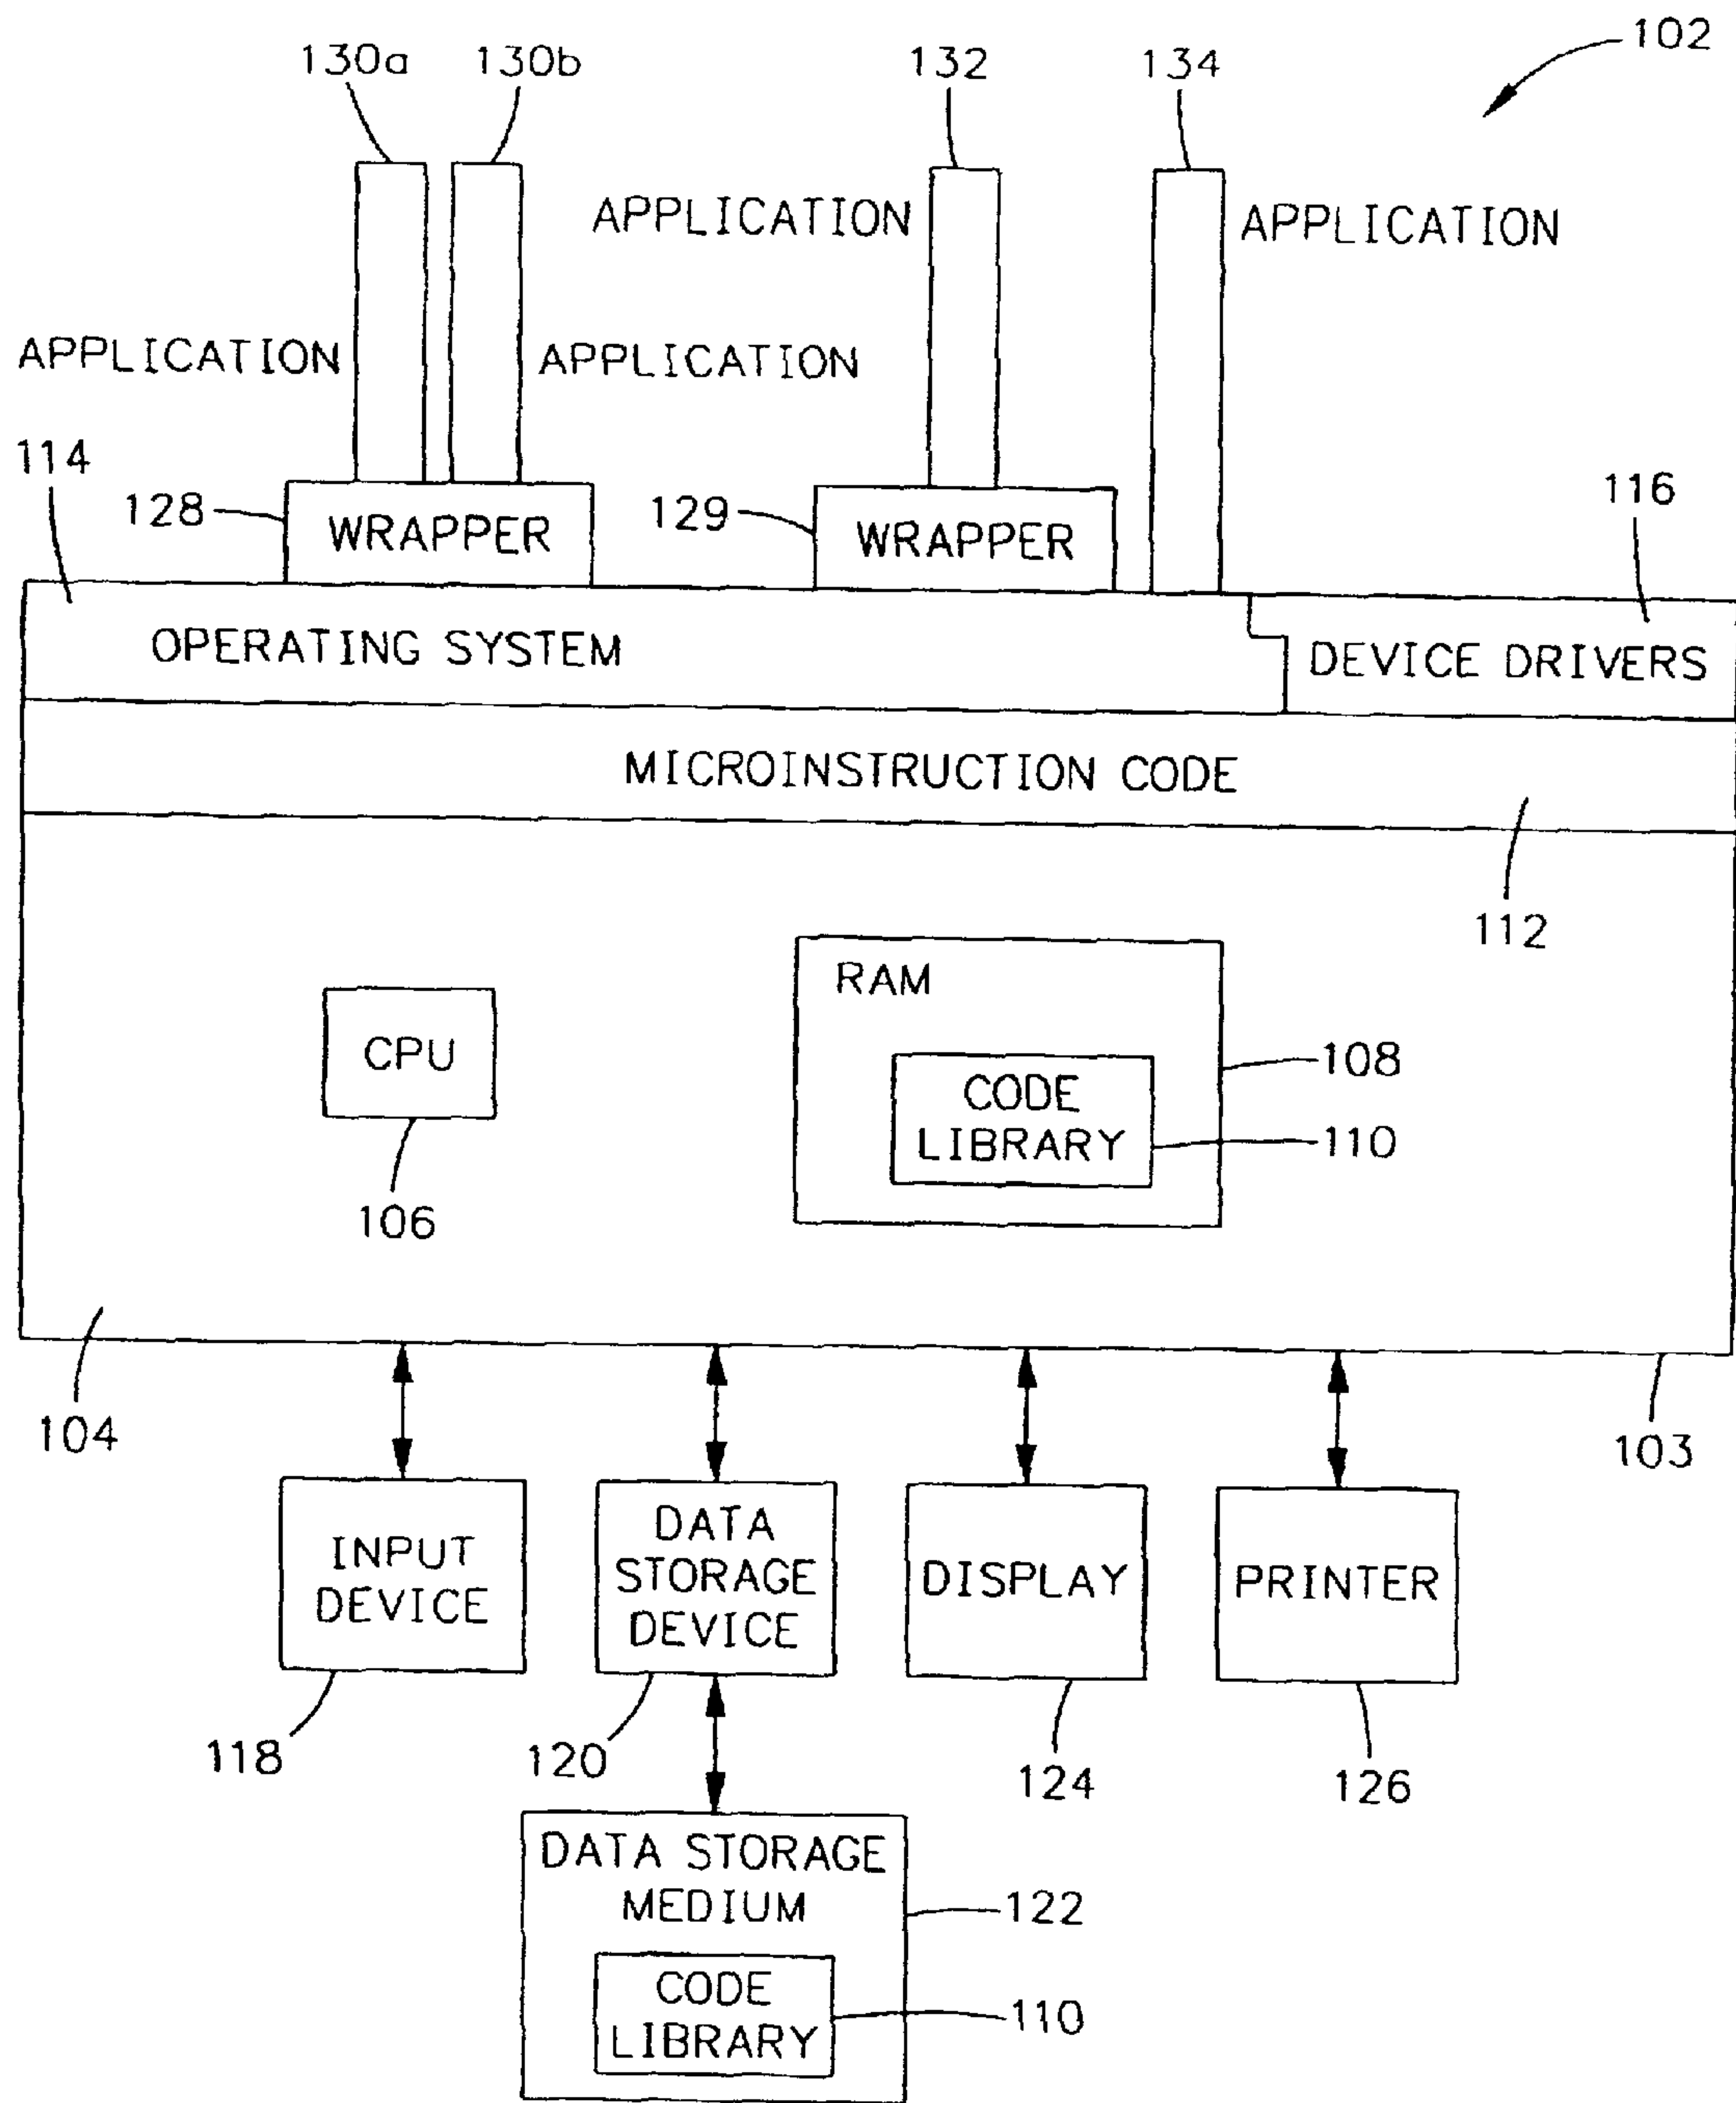 102
130a 130b 132 134
APPLICATION APPLICATION
APPLICATION APPLICATION
114
116
128 WRAPPER 129 WRAPPER
OPERATING SYSTEM DEVICE DRIVERS
MICROINSTRUCTION CODE
112
RAM
CPU
108
CODE
LIBRARY
110
106
104
103
INPUT
DEVICE
DATA
STORAGE
DEVICE
DISPLAY
PRINTER
118
120
124
126
DATA STORAGE
MEDIUM
122
CODE
LIBRARY
110